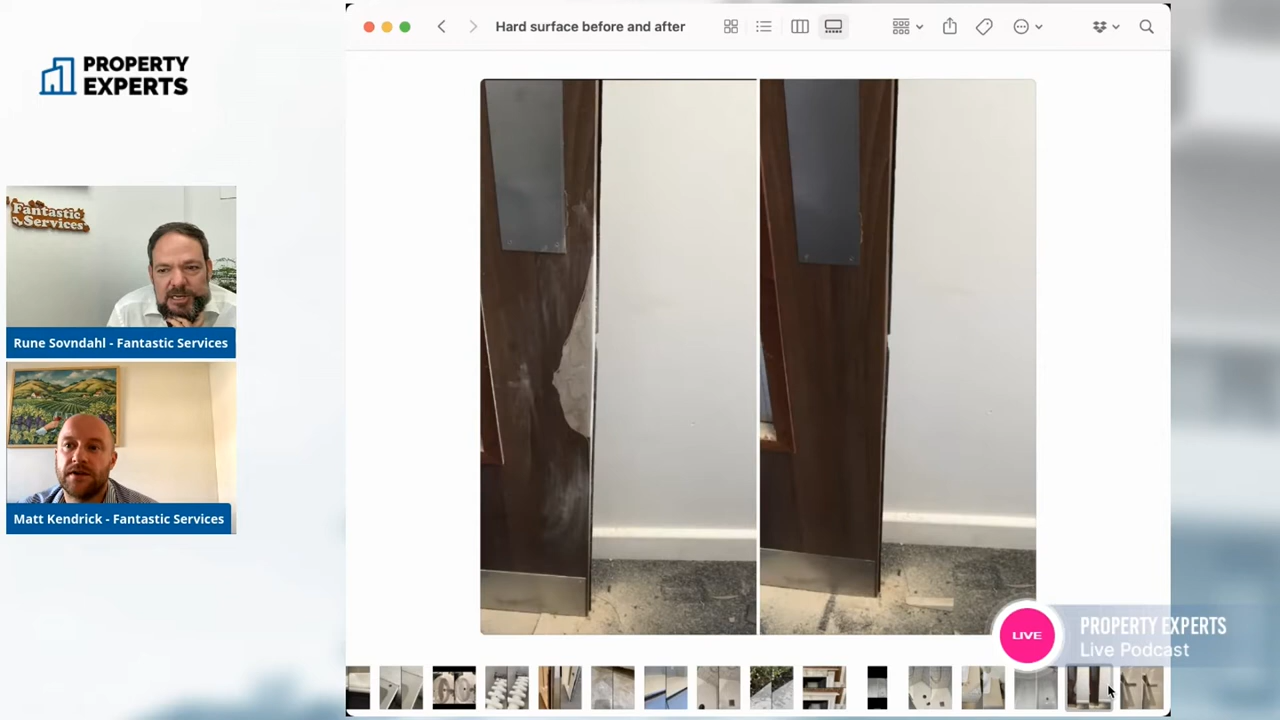 PROPERTY
EXPERTS
Hard surface before and after
Fantastic
Services
Rune Sovndahl - Fantastic Services
Matt Kendrick - Fantastic Services
LIVE
PROPERTY EXPERTS
Live Podcast